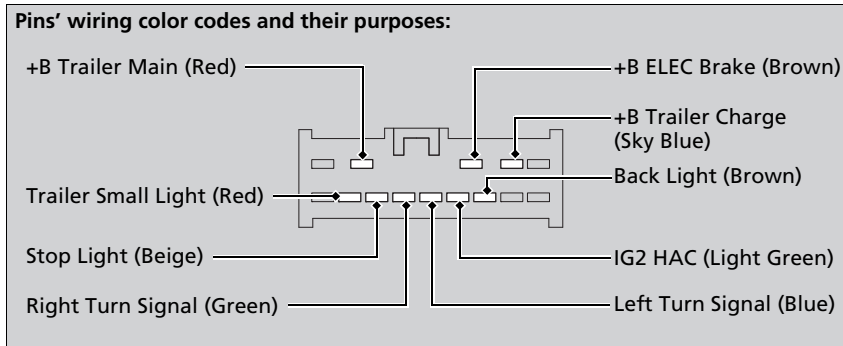 Pins' wiring color codes and their purposes:
+B Trailer Main (Red)
+B ELEC Brake (Brown)
+B Trailer Charge
(Sky Blue)
Back Light (Brown)
Trailer Small Light (Red)
Stop Light (Beige)
IG2 HAC (Light Green)
Right Turn Signal (Green)
Left Turn Signal (Blue)